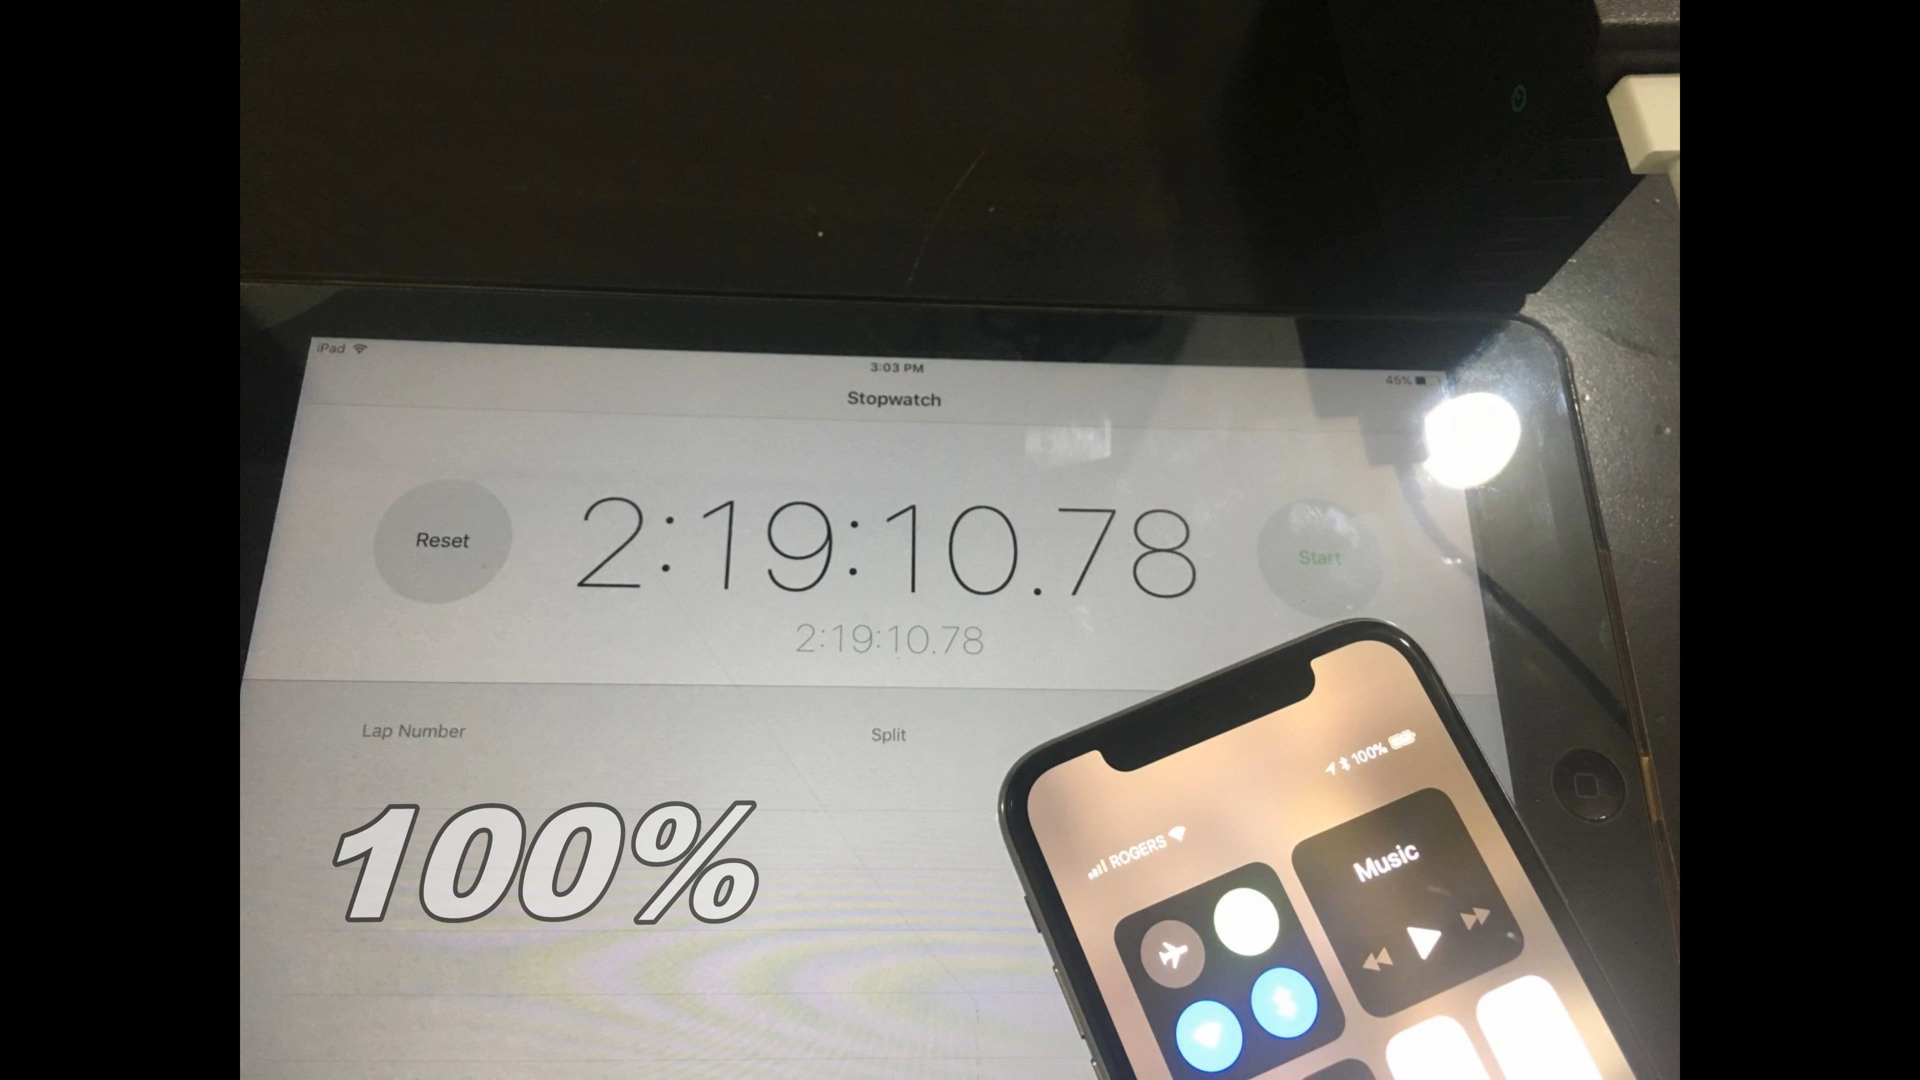 iPad
3:03 PM
45%
Stopwatch
Reset
2:19:10.78
Start
2:19:10.78
Lap Number
Split
100%
100%
ROGERS
Music